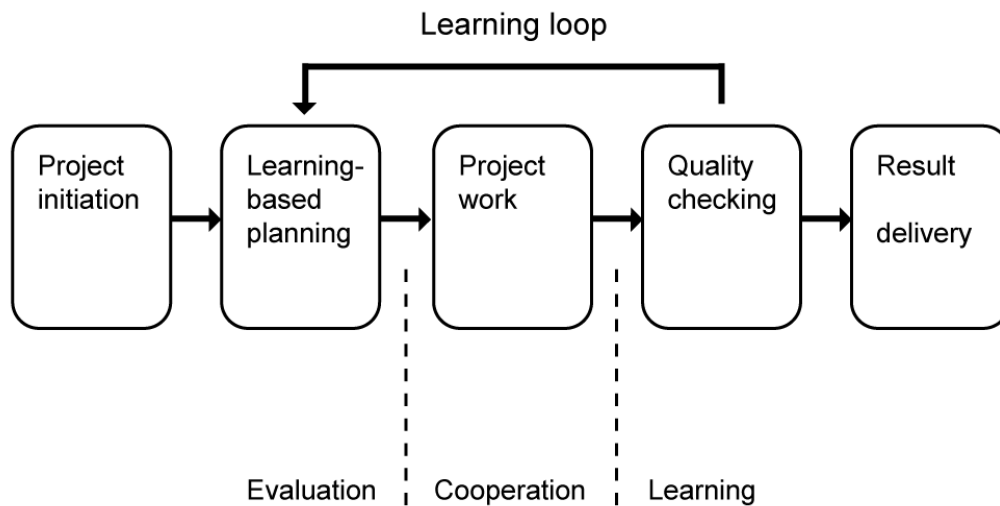 Learning loop
Project
initiation
Learning-
based
planning
Project
work
Quality
checking
Result
delivery
Evaluation
Cooperation
Learning